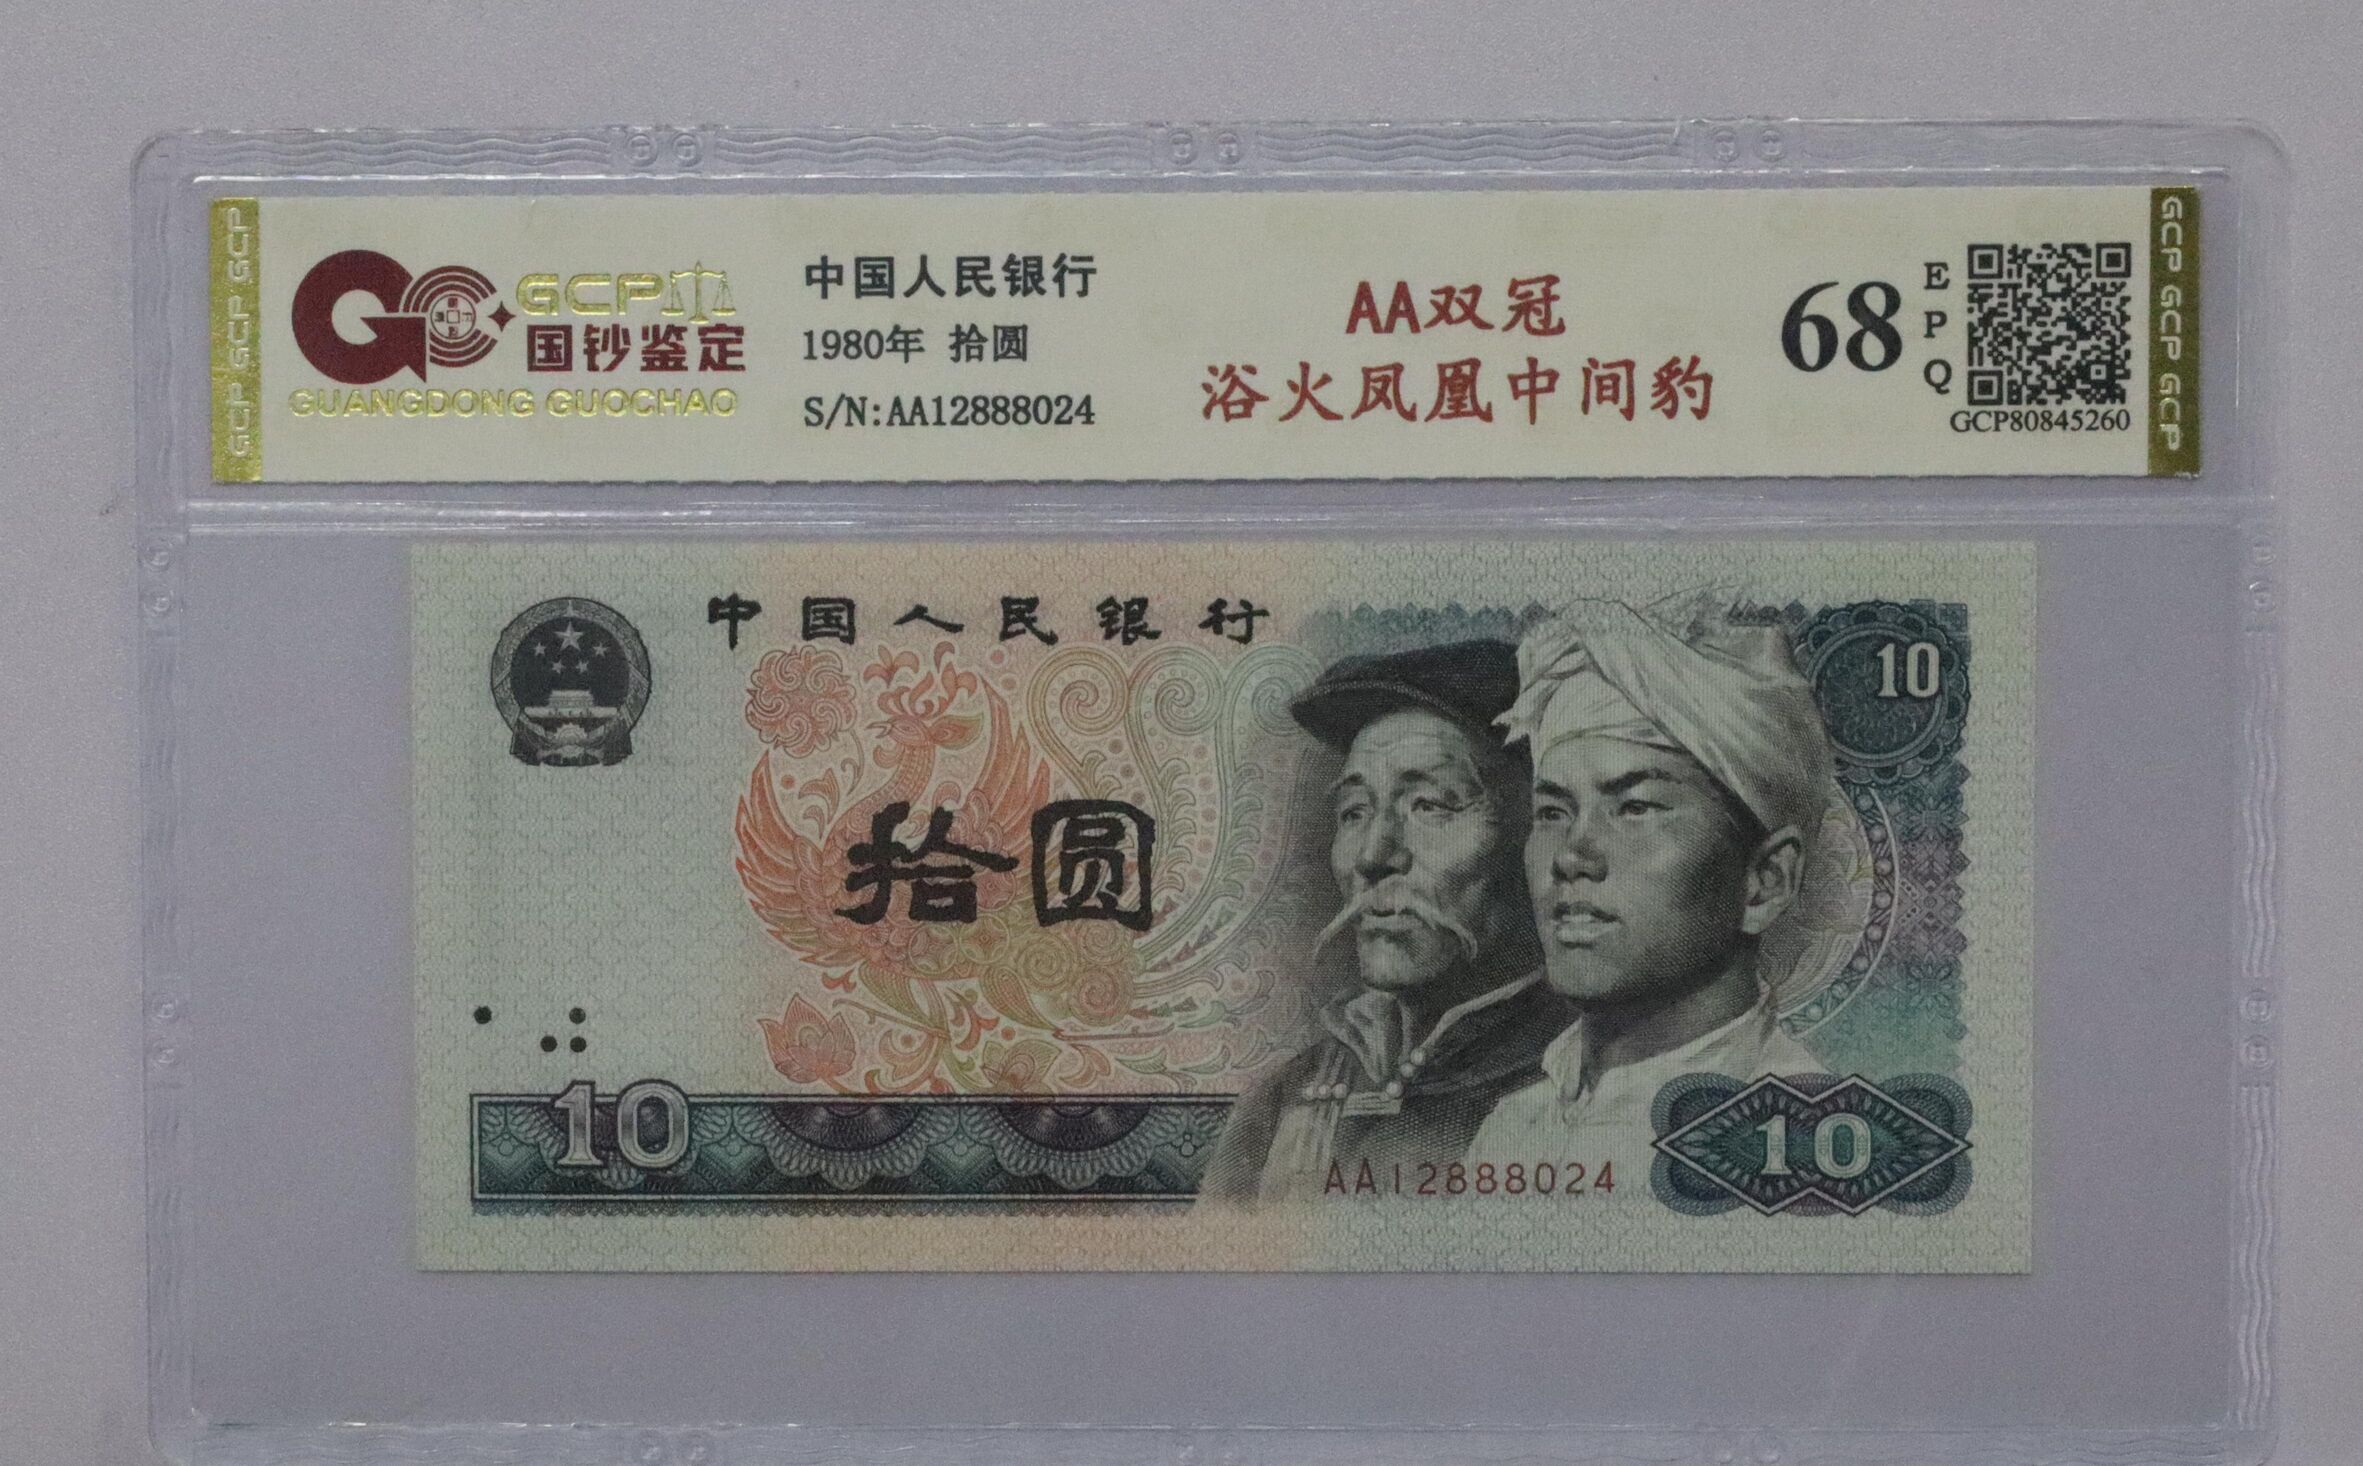 GCP GCP GCP
GCP
国钞鉴定
GUANGDONG GUOCHAO
中国人民银行
1980年 拾圆
S/N:AA12888024
AA双冠
浴火凤凰中间豹
68
E
P
Q
GCP80845260
GCP GCP GCP
中国人民银行
10
拾圆
10
AA12888024
10